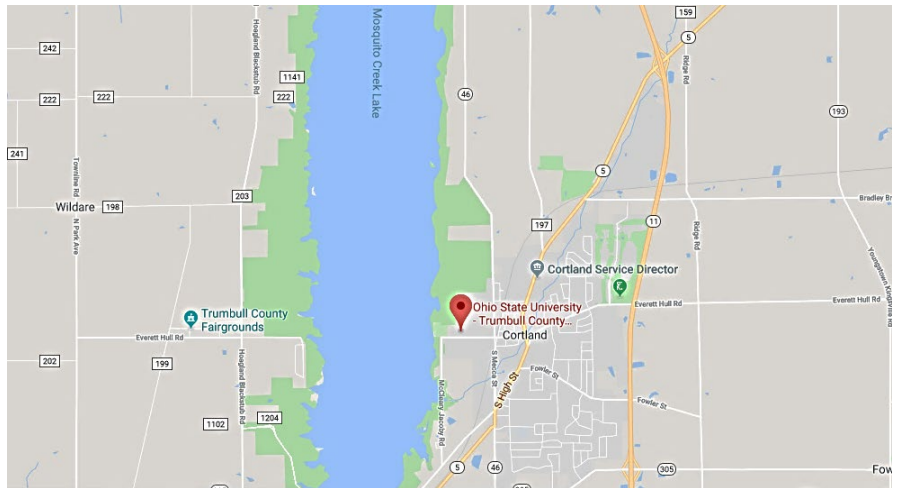 159
5
242
Hoagland Blackstub Rd
Mosquito Creek Lake
1141
Ridge Rd
46
222
222
222
193
241
Townline Rd
5
203
Bradley Br
Wildare
198
N Park Ave
197
11
Ridge Rd
Cortland Service Director
Everett Hull Rd
Everett Hull Rd
Trumbull County
Fairgrounds
Ohio State University
- Trumbull County...
Cortland
Everett Hull Rd
S Mecca St
202
199
Fowler St
S High St
Hoagland Blackstub Rd
McCleary Jacoby Rd
Fowler St
1204
1102
5
46
305
Fow